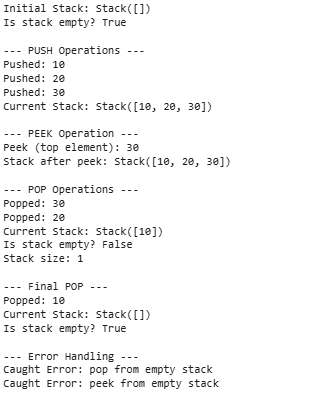 Initial Stack: Stack([])
Is stack empty? True
--- PUSH Operations ---
Pushed: 10
Pushed: 20
Pushed: 30
Current Stack: Stack([10, 20, 30])
--- PEEK Operation ---
Peek (top element): 30
Stack after peek: Stack([10, 20, 30])
--- POP Operations ---
Popped: 30
Popped: 20
Current Stack: Stack([10])
Is stack empty? False
Stack size: 1
--- Final POP ---
Popped: 10
Current Stack: Stack([])
Is stack empty? True
--- Error Handling ---
Caught Error: pop from empty stack
Caught Error: peek from empty stack